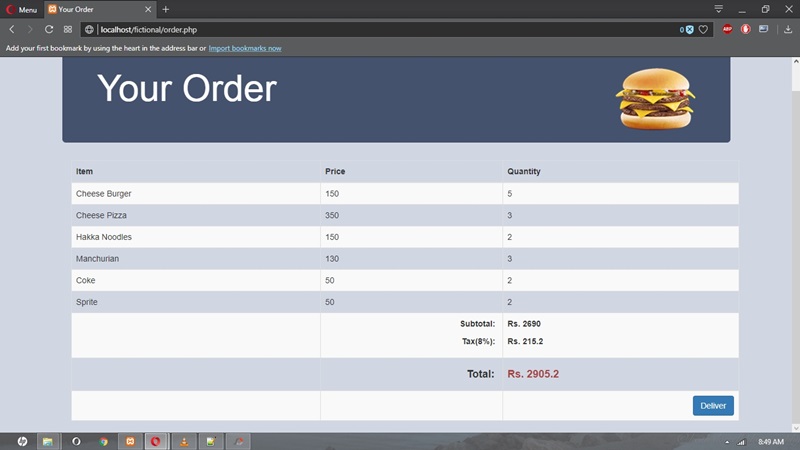 Menu
Your Order
localhost/fictional/order.php
0
ABP
Add your first bookmark by using the heart in the address bar or Import bookmarks now
Your Order
Item Price Quantity
Cheese Burger 150 5
Cheese Pizza 350 3
Hakka Noodles 150 2
Manchurian 130 3
Coke 50 2
Sprite 50 2
Subtotal: Rs. 2690
Tax(8%): Rs. 215.2
Total: Rs. 2905.2
Deliver
8:49 AM